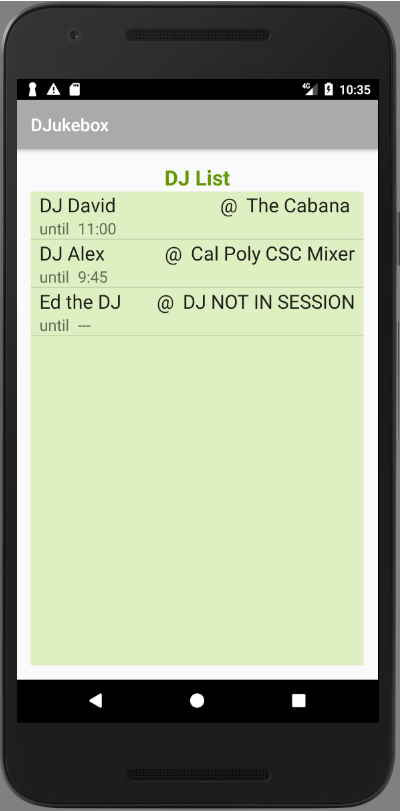 4G 10:35
DJukebox
DJ List
DJ David @ The Cabana
until 11:00
DJ Alex @ Cal Poly CSC Mixer
until 9:45
Ed the DJ @ DJ NOT IN SESSION
until ---